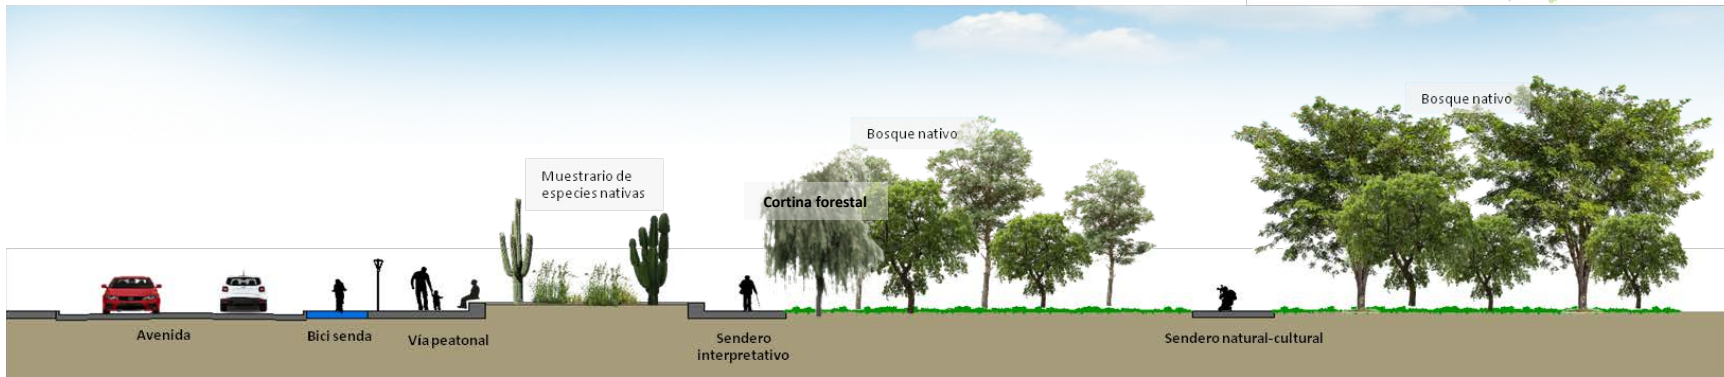 Bosque nativo
Bosque nativo
Muestrario de
especies nativas
Cortina forestal
Avenida
Bici senda
Vía peatonal
Sendero
interpretativo
Sendero natural-cultural